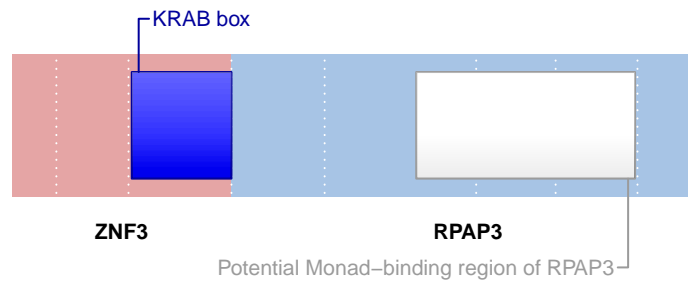 KRAB box
ZNF3 RPAP3
Potential Monad−binding region of RPAP3